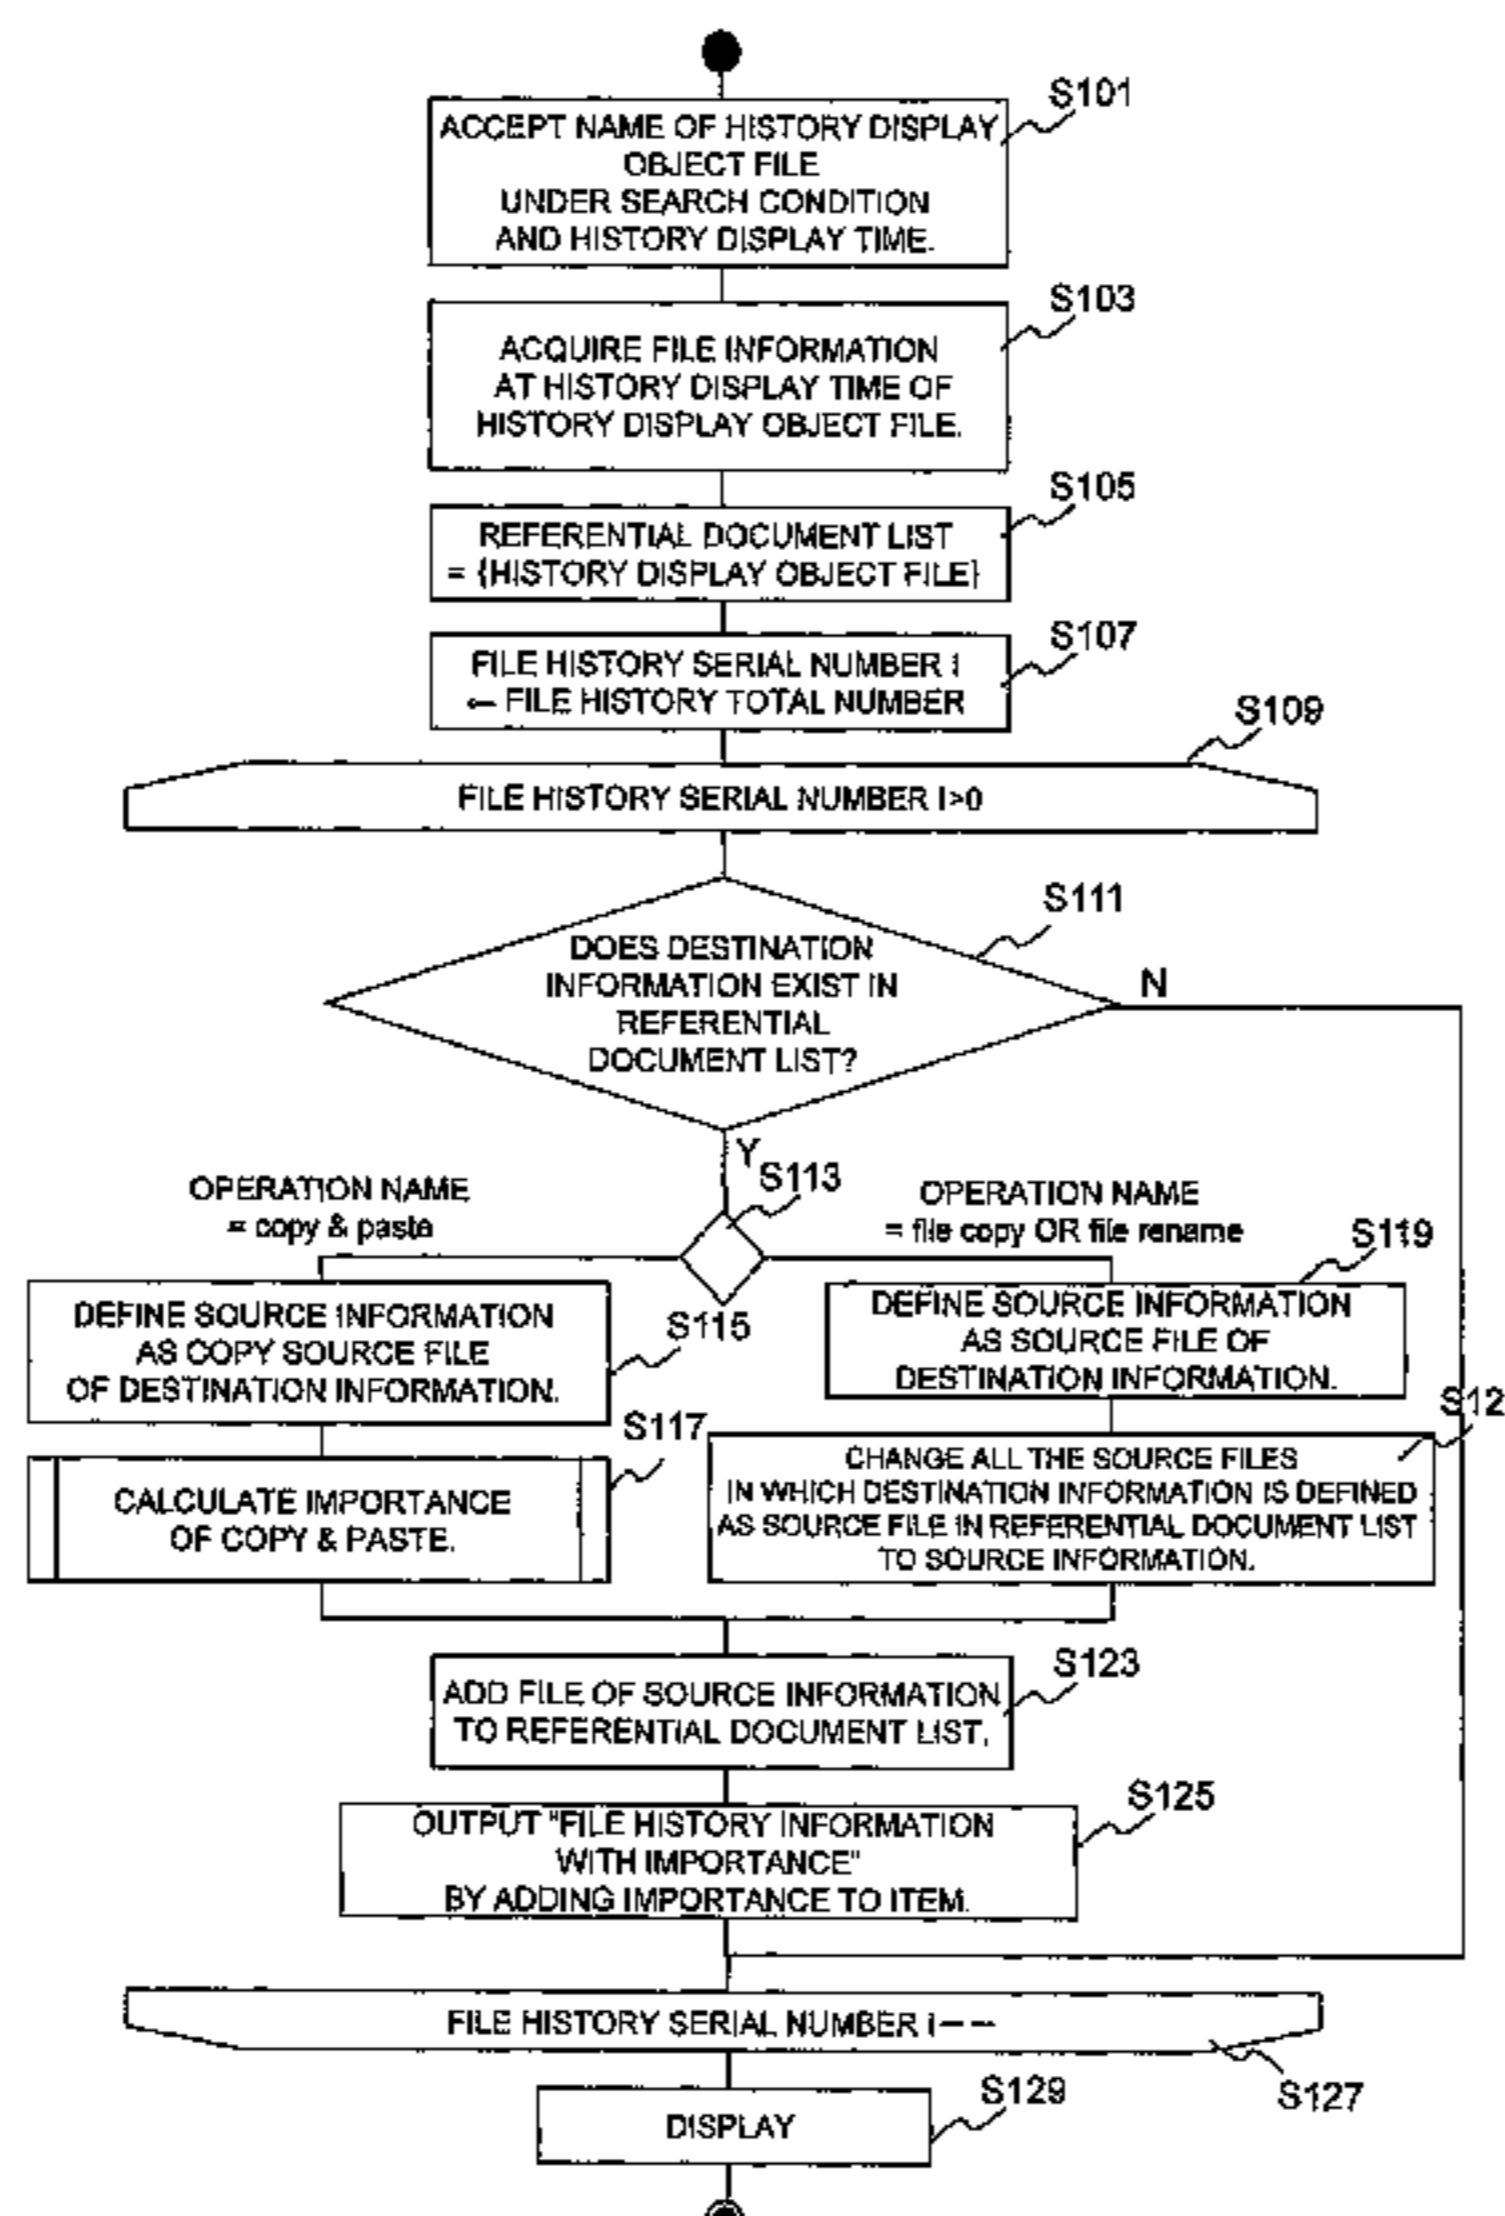 S101
ACCEPT NAME OF HISTORY DISPLAY
OBJECT FILE
UNDER SEARCH CONDITION
AND HISTORY DISPLAY TIME.
S103
ACQUIRE FILE INFORMATION
AT HISTORY DISPLAY TIME OF
HISTORY DISPLAY OBJECT FILE.
S105
REFERENTIAL DOCUMENT LIST
= {HISTORY DISPLAY OBJECT FILE}
S107
FILE HISTORY SERIAL NUMBER i
← FILE HISTORY TOTAL NUMBER
S109
FILE HISTORY SERIAL NUMBER i>0
S111
DOES DESTINATION
INFORMATION EXIST IN
REFERENTIAL
DOCUMENT LIST?
N
Y
S113
OPERATION NAME
= copy & paste
OPERATION NAME
= file copy OR file rename
S119
DEFINE SOURCE INFORMATION
AS COPY SOURCE FILE
OF DESTINATION INFORMATION.
S115
DEFINE SOURCE INFORMATION
AS SOURCE FILE OF
DESTINATION INFORMATION.
S117
CALCULATE IMPORTANCE
OF COPY & PASTE.
S12
CHANGE ALL THE SOURCE FILES
IN WHICH DESTINATION INFORMATION IS DEFINED
AS SOURCE FILE IN REFERENTIAL DOCUMENT LIST
TO SOURCE INFORMATION.
S123
ADD FILE OF SOURCE INFORMATION
TO REFERENTIAL DOCUMENT LIST.
S125
OUTPUT "FILE HISTORY INFORMATION
WITH IMPORTANCE"
BY ADDING IMPORTANCE TO ITEM.
FILE HISTORY SERIAL NUMBER i--
S127
S129
DISPLAY